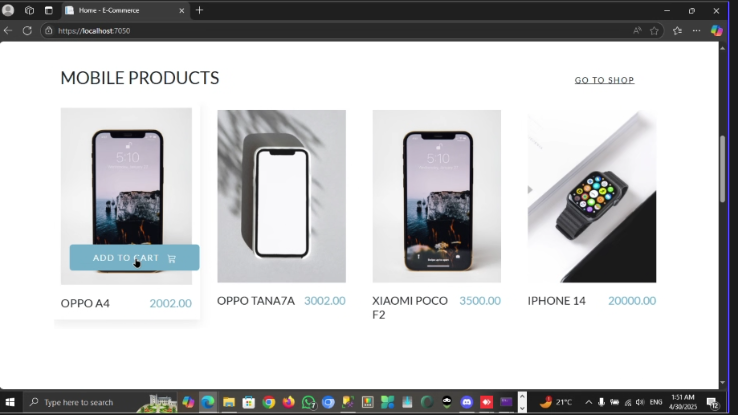 Home - E-Commerce
https://localhost:7050
MOBILE PRODUCTS
GO TO SHOP
5:10
5:10
ADD TO CART
OPPO A4 2002.00
OPPO TANA7A 3002.00
XIAOMI POCO F2 3500.00
IPHONE 14 20000.00
Type here to search
21°C
ENG
1:51 AM
4/30/2025